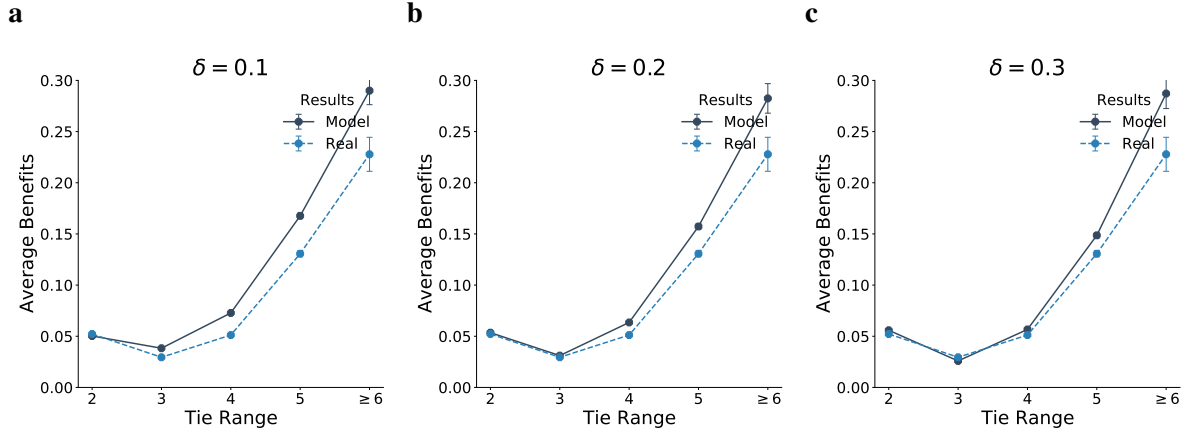 a
δ = 0.1
Average Benefits
0.30
0.25
0.20
0.15
0.10
0.05
0.00
Results
Model
Real
2 3 4 5 ≥ 6
Tie Range
b
δ = 0.2
Average Benefits
0.30
0.25
0.20
0.15
0.10
0.05
0.00
Results
Model
Real
2 3 4 5 ≥ 6
Tie Range
c
δ = 0.3
Average Benefits
0.30
0.25
0.20
0.15
0.10
0.05
0.00
Results
Model
Real
2 3 4 5 ≥ 6
Tie Range